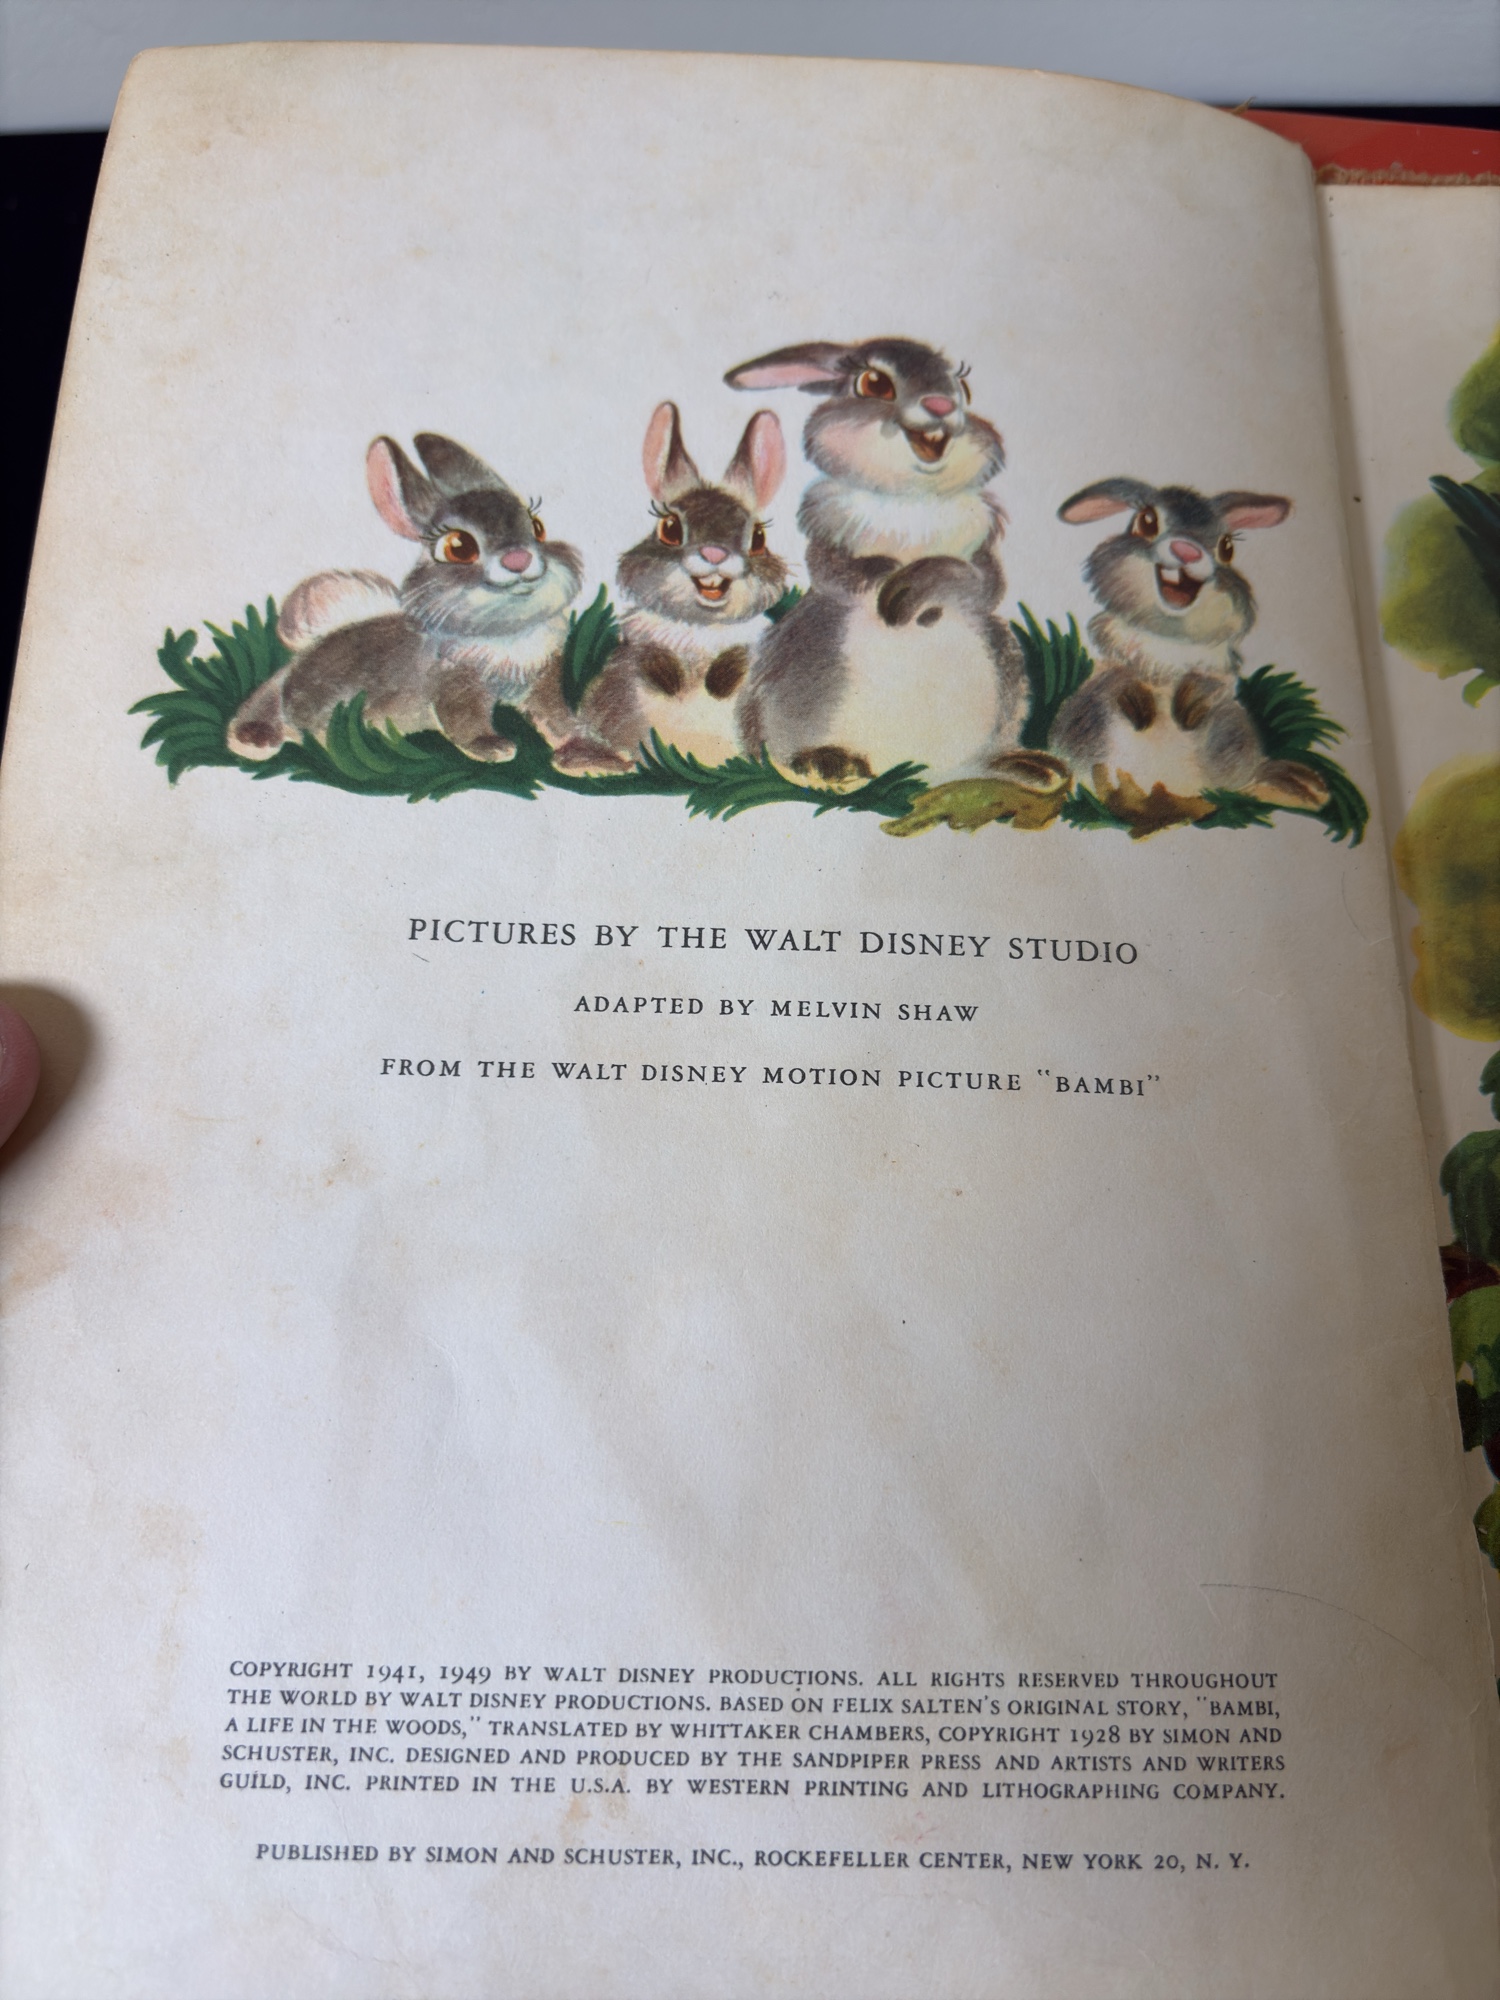 PICTURES BY THE WALT DISNEY STUDIO
ADAPTED BY MELVIN SHAW
FROM THE WALT DISNEY MOTION PICTURE "BAMBI"
COPYRIGHT 1941, 1949 BY WALT DISNEY PRODUCTIONS. ALL RIGHTS RESERVED THROUGHOUT
THE WORLD BY WALT DISNEY PRODUCTIONS. BASED ON FELIX SALTEN'S ORIGINAL STORY, "BAMBI,
A LIFE IN THE WOODS," TRANSLATED BY WHITTAKER CHAMBERS, COPYRIGHT 1928 BY SIMON AND
SCHUSTER, INC. DESIGNED AND PRODUCED BY THE SANDPIPER PRESS AND ARTISTS AND WRITERS
GUILD, INC. PRINTED IN THE U.S.A. BY WESTERN PRINTING AND LITHOGRAPHING COMPANY.
PUBLISHED BY SIMON AND SCHUSTER, INC., ROCKEFELLER CENTER, NEW YORK 20, N. Y.